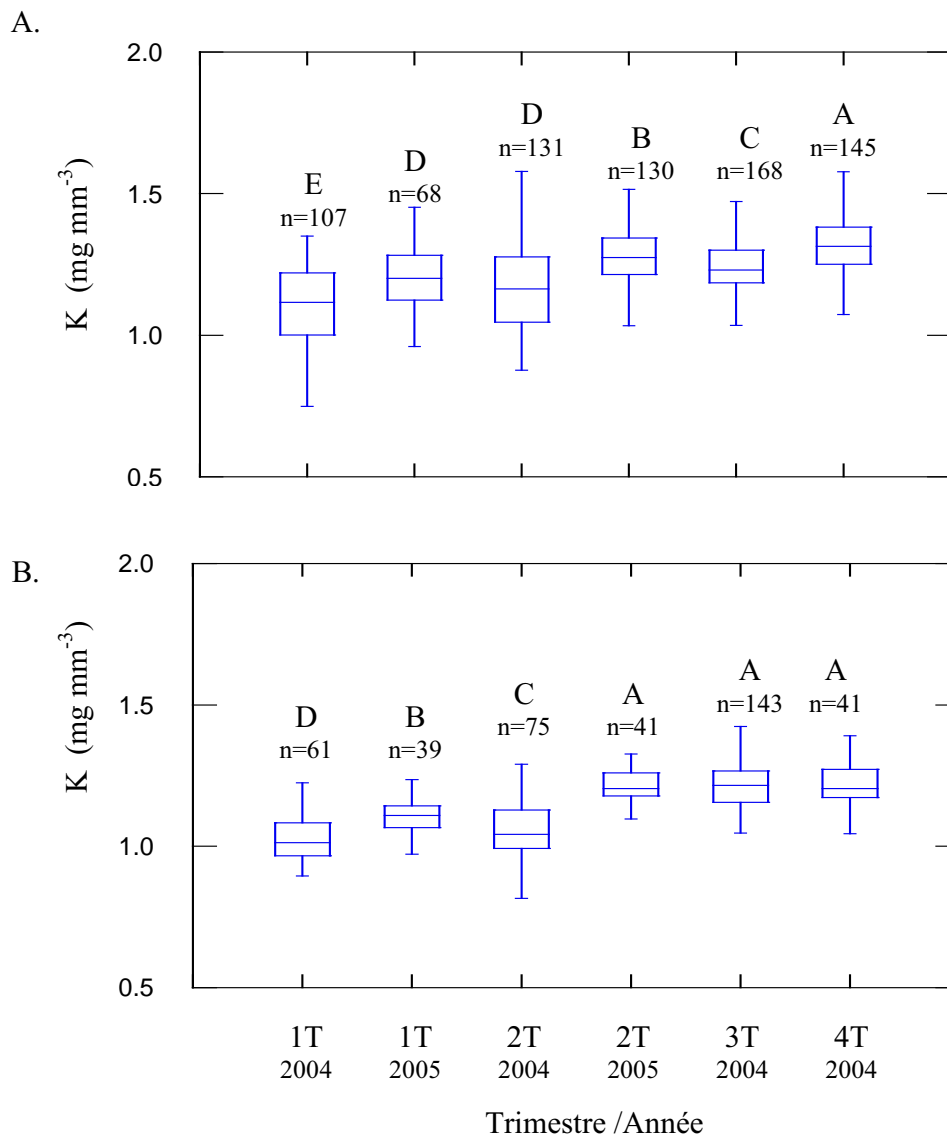 A.
2.0
1.5
1.0
0.5
K (mg mm⁻³)
E
n=107
D
n=68
D
n=131
B
n=130
C
n=168
A
n=145
B.
2.0
1.5
1.0
0.5
K (mg mm⁻³)
D
n=61
B
n=39
C
n=75
A
n=41
A
n=143
A
n=41
1T 1T 2T 2T 3T 4T
2004 2005 2004 2005 2004 2004
Trimestre /Année